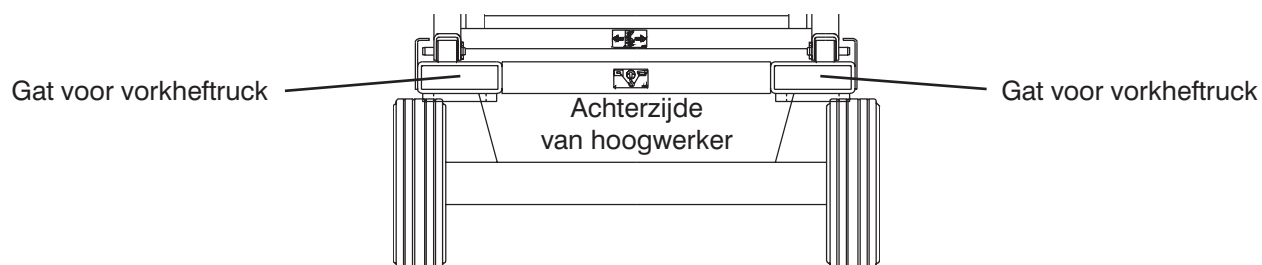 Gat voor vorkheftruck
Gat voor vorkheftruck
Achterzijde
van hoogwerker